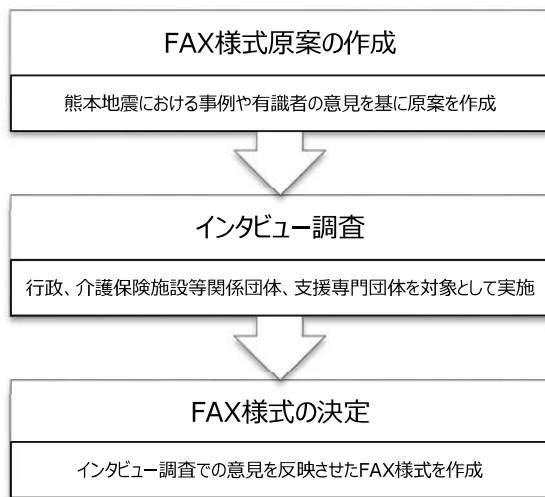 FAX様式原案の作成
熊本地震における事例や有識者の意見を基に原案を作成
インタビュー調査
行政、介護保険施設等関係団体、支援専門団体を対象として実施
FAX様式の決定
インタビュー調査での意見を反映させたFAX様式を作成